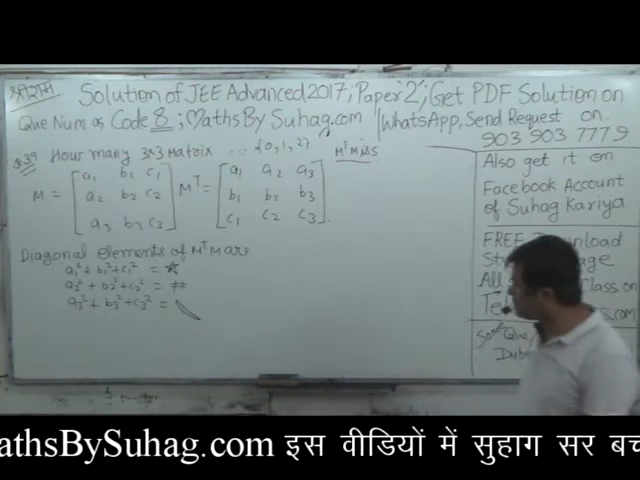 श्रीराम
Solution of JEE Advanced 2017; Paper '2'; Get PDF Solution on
Que Num as Code 8; MathsBySuhag.com WhatsApp, Send Request on
903 903 7779
Q.39 How many 3×3 Matrix ... {0,1,2}
M = [a₁ b₁ c₁ Mᵀ = [a₁ a₂ a₃
a₂ b₂ c₂ b₁ b₂ b₃
a₃ b₃ c₃] c₁ c₂ c₃].
Diagonal elements of MᵀM are
a₁² + b₁² + c₁² = ☆
a₂² + b₂² + c₂² = #
a₃² + b₃² + c₃² =
Also get it on
Facebook Account
of Suhag Kariya
FREE Download
All Class on
.com
athsBySuhag.com इस वीडियों में सुहाग सर बच